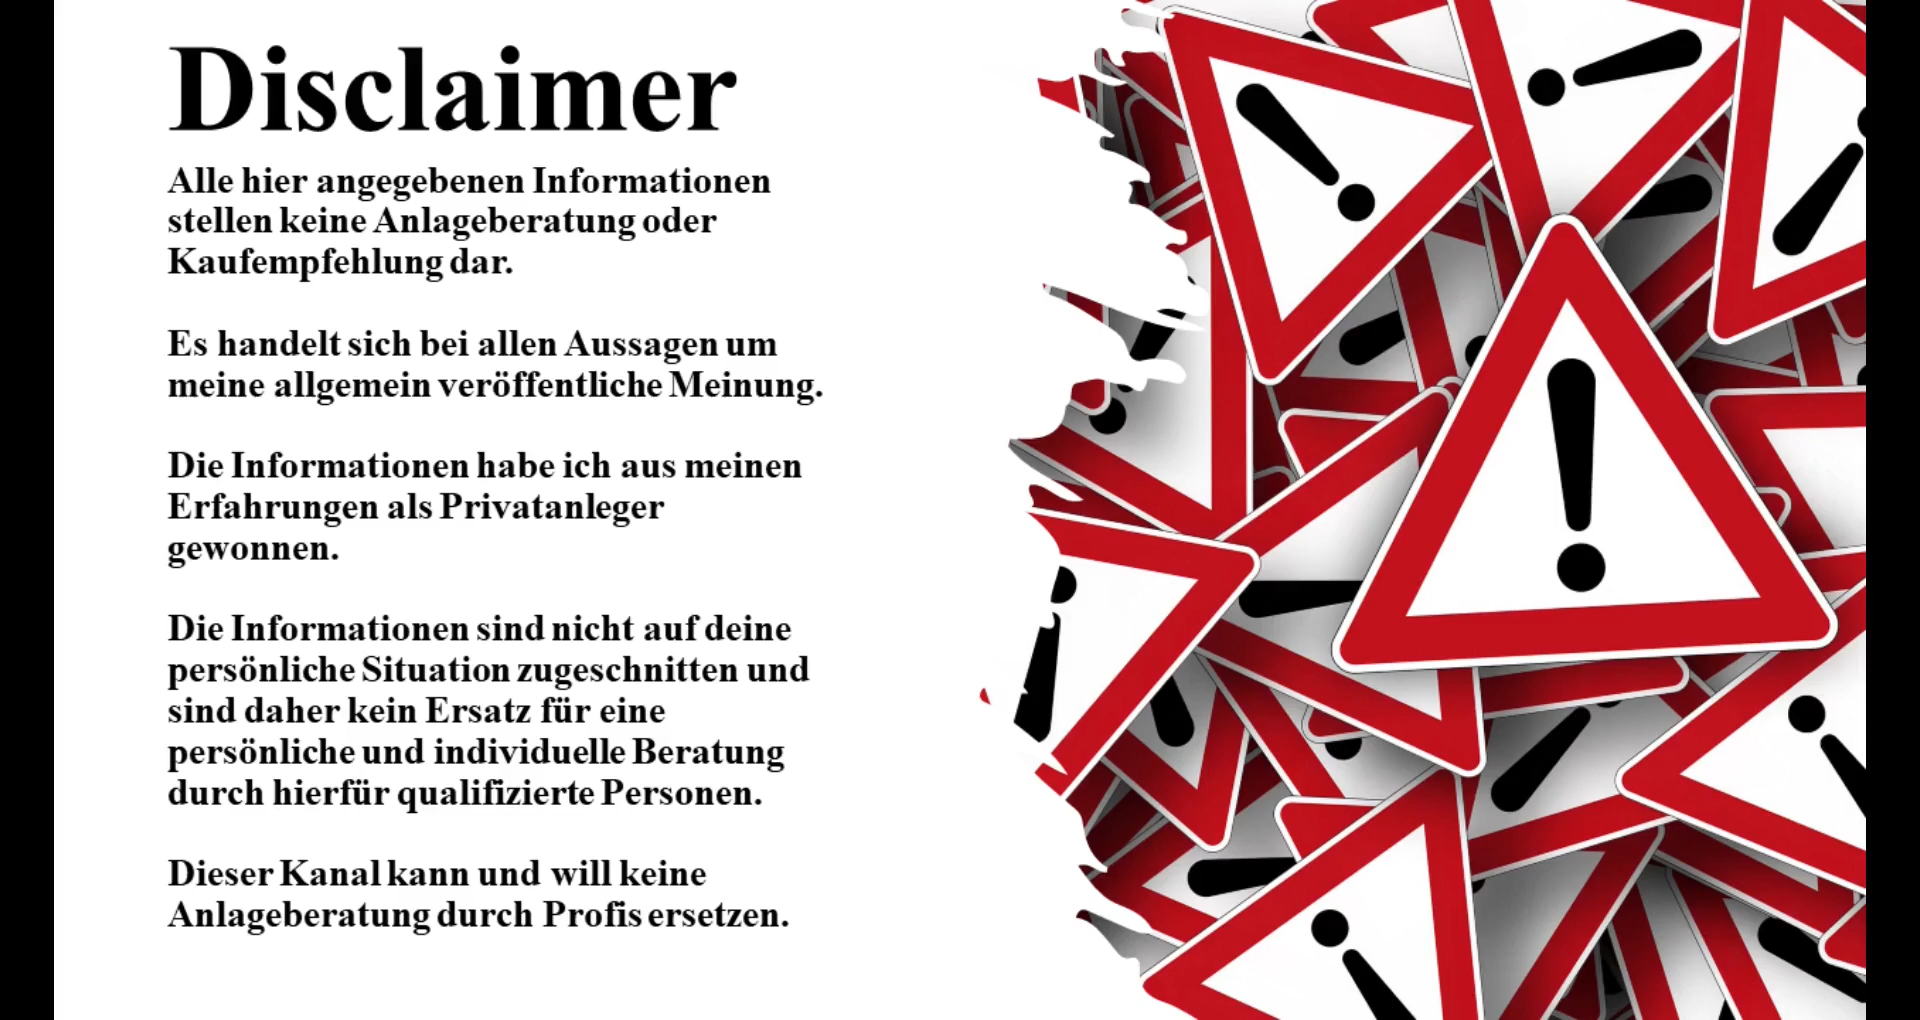 Disclaimer
Alle hier angegebenen Informationen
stellen keine Anlageberatung oder
Kaufempfehlung dar.
Es handelt sich bei allen Aussagen um
meine allgemein veröffentliche Meinung.
Die Informationen habe ich aus meinen
Erfahrungen als Privatanleger
gewonnen.
Die Informationen sind nicht auf deine
persönliche Situation zugeschnitten und
sind daher kein Ersatz für eine
persönliche und individuelle Beratung
durch hierfür qualifizierte Personen.
Dieser Kanal kann und will keine
Anlageberatung durch Profis ersetzen.